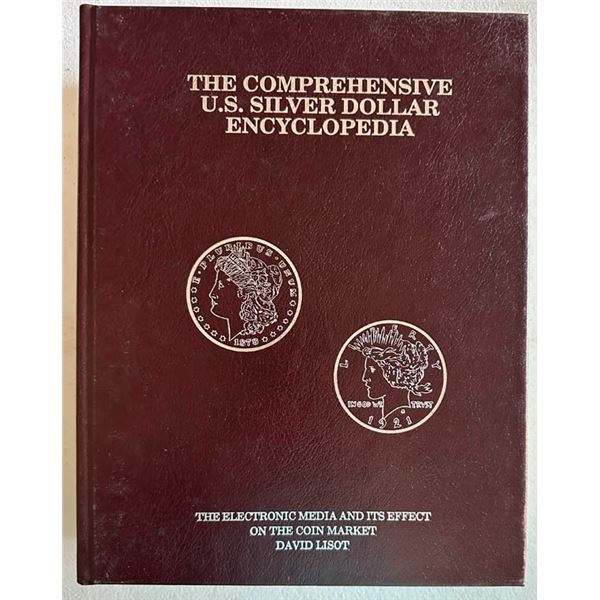 THE COMPREHENSIVE
U.S. SILVER DOLLAR
ENCYCLOPEDIA
E·PLURIBUS·UNUM
1878
LIBERTY
IN GOD WE TRUST
1921
THE ELECTRONIC MEDIA AND ITS EFFECT
ON THE COIN MARKET
DAVID LISOT